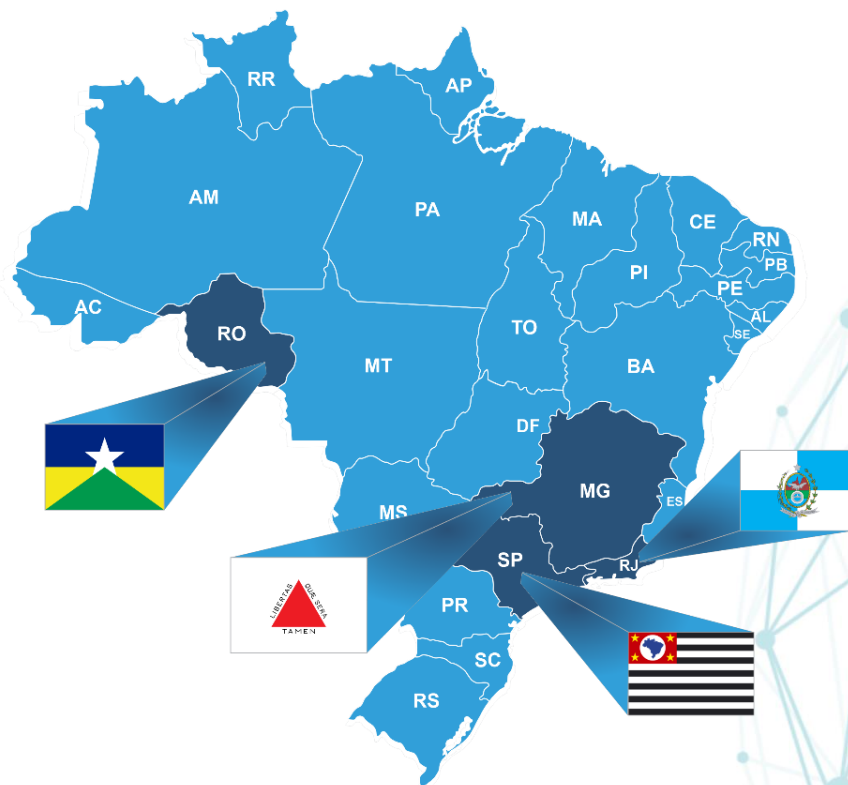 RR
AP
AM
PA
MA
CE
RN
PB
PI
PE
AL
SE
AC
RO
TO
MT
BA
DF
MG
ES
MS
SP
RJ
LIBERTAS
QUÆ SERA
TAMEN
PR
SC
RS